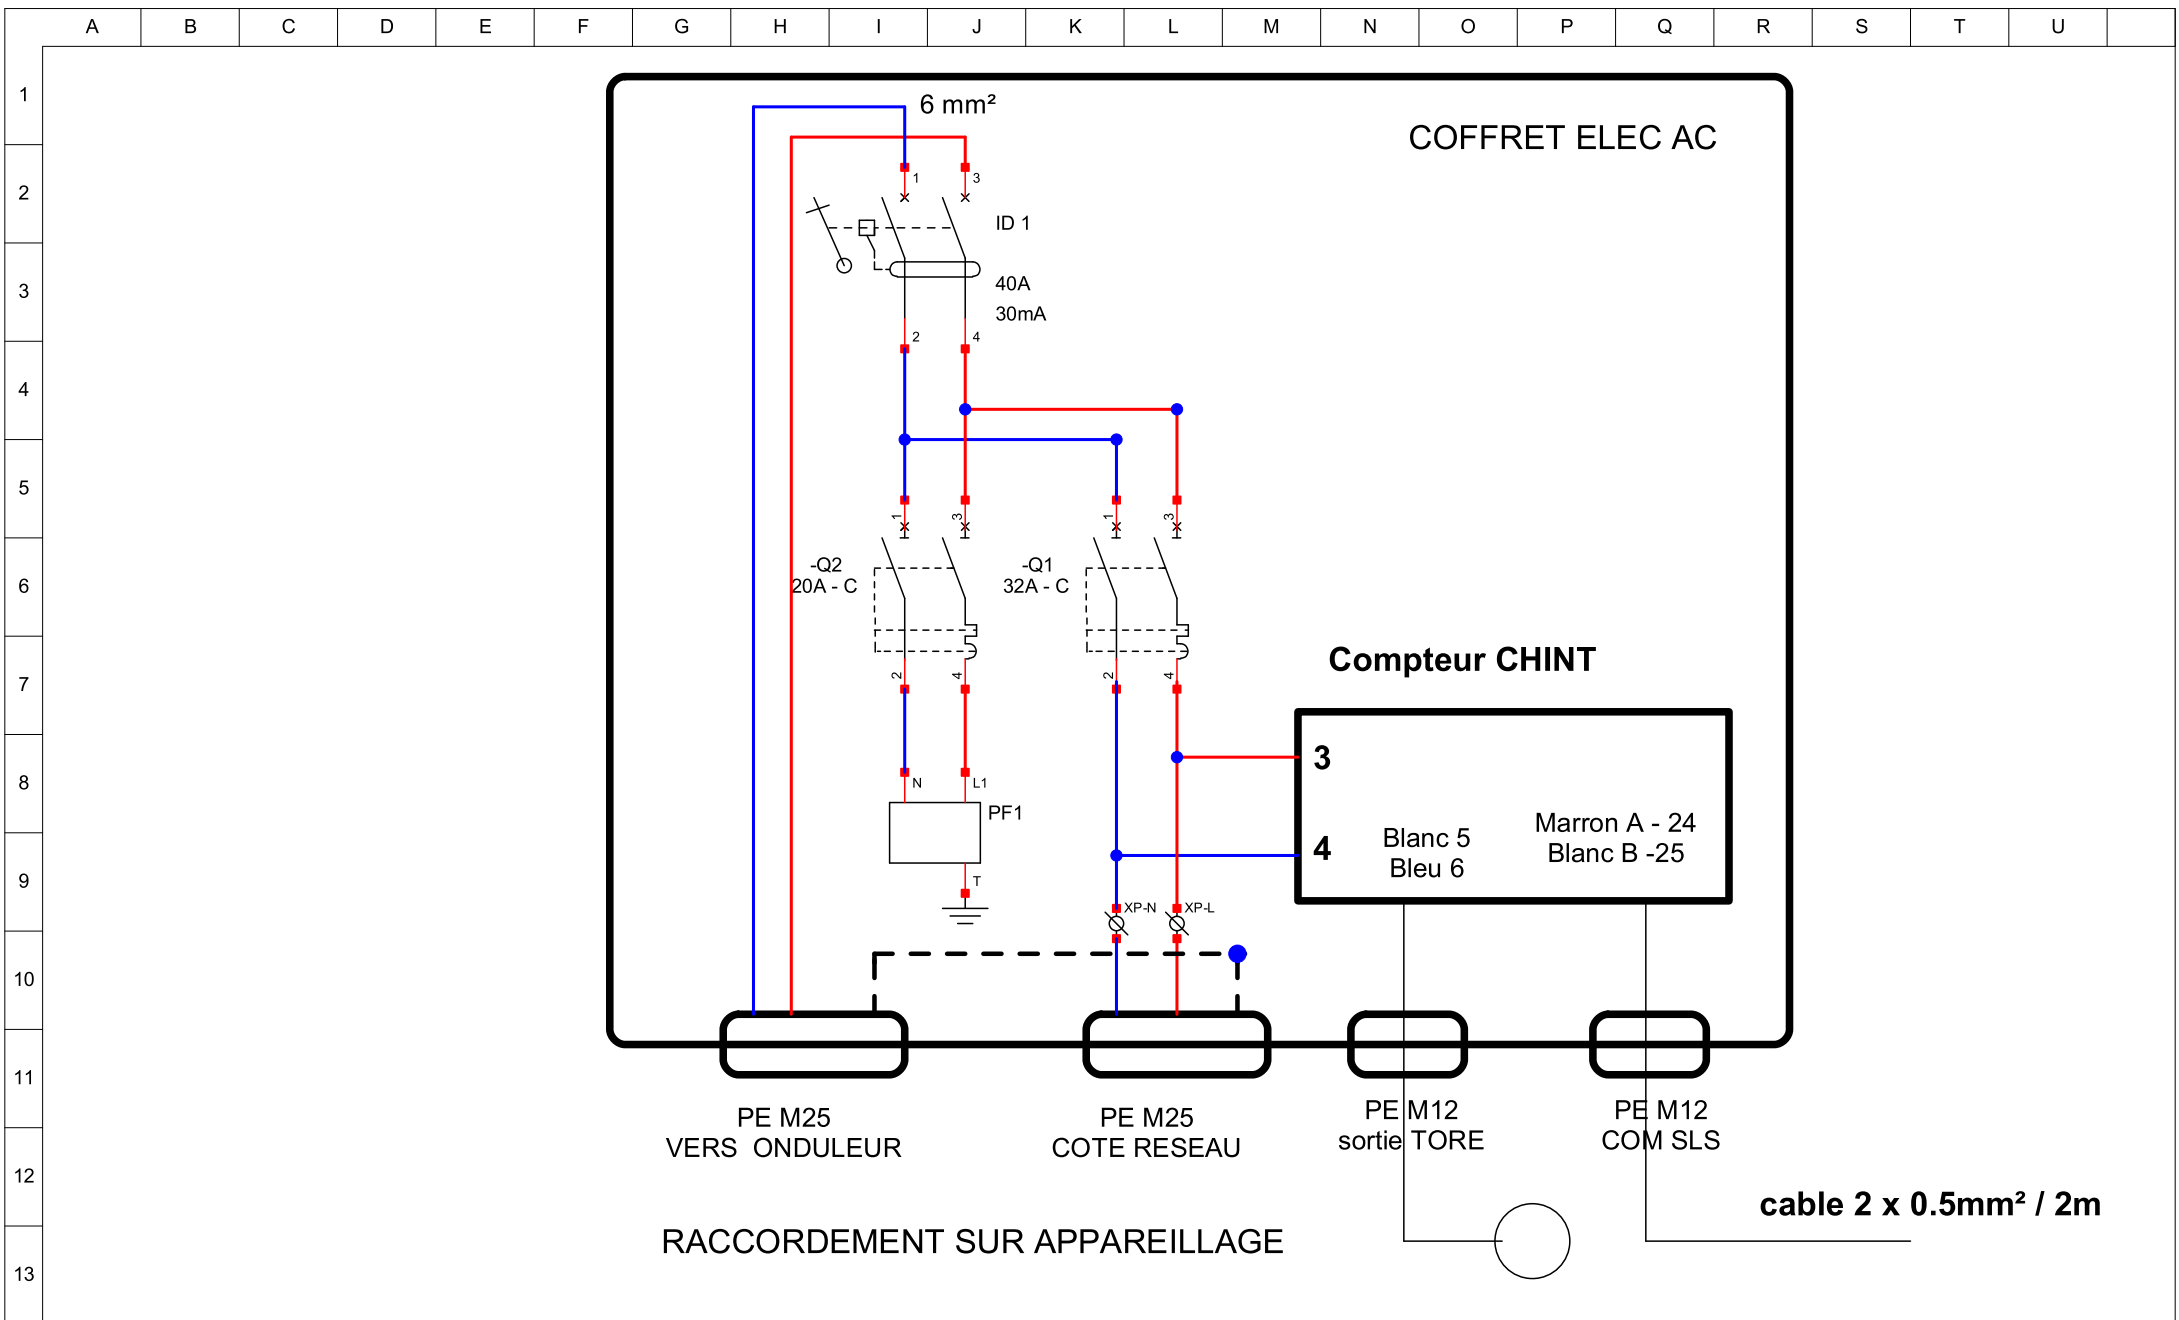 A B C D E F G H I J K L M N O P Q R S T U
1
2
3
4
5
6
7
8
9
10
11
12
13
6 mm²
COFFRET ELEC AC
1 3
ID 1
40A
30mA
2 4
1 3
-Q2
20A - C
2 4
1 3
-Q1
32A - C
2 4
Compteur CHINT
3
4
Blanc 5
Bleu 6
Marron A - 24
Blanc B -25
N L1
PF1
T
XP-N XP-L
PE M25
VERS ONDULEUR
PE M25
COTE RESEAU
PE M12
sortie TORE
PE M12
COM SLS
cable 2 x 0.5mm² / 2m
RACCORDEMENT SUR APPAREILLAGE